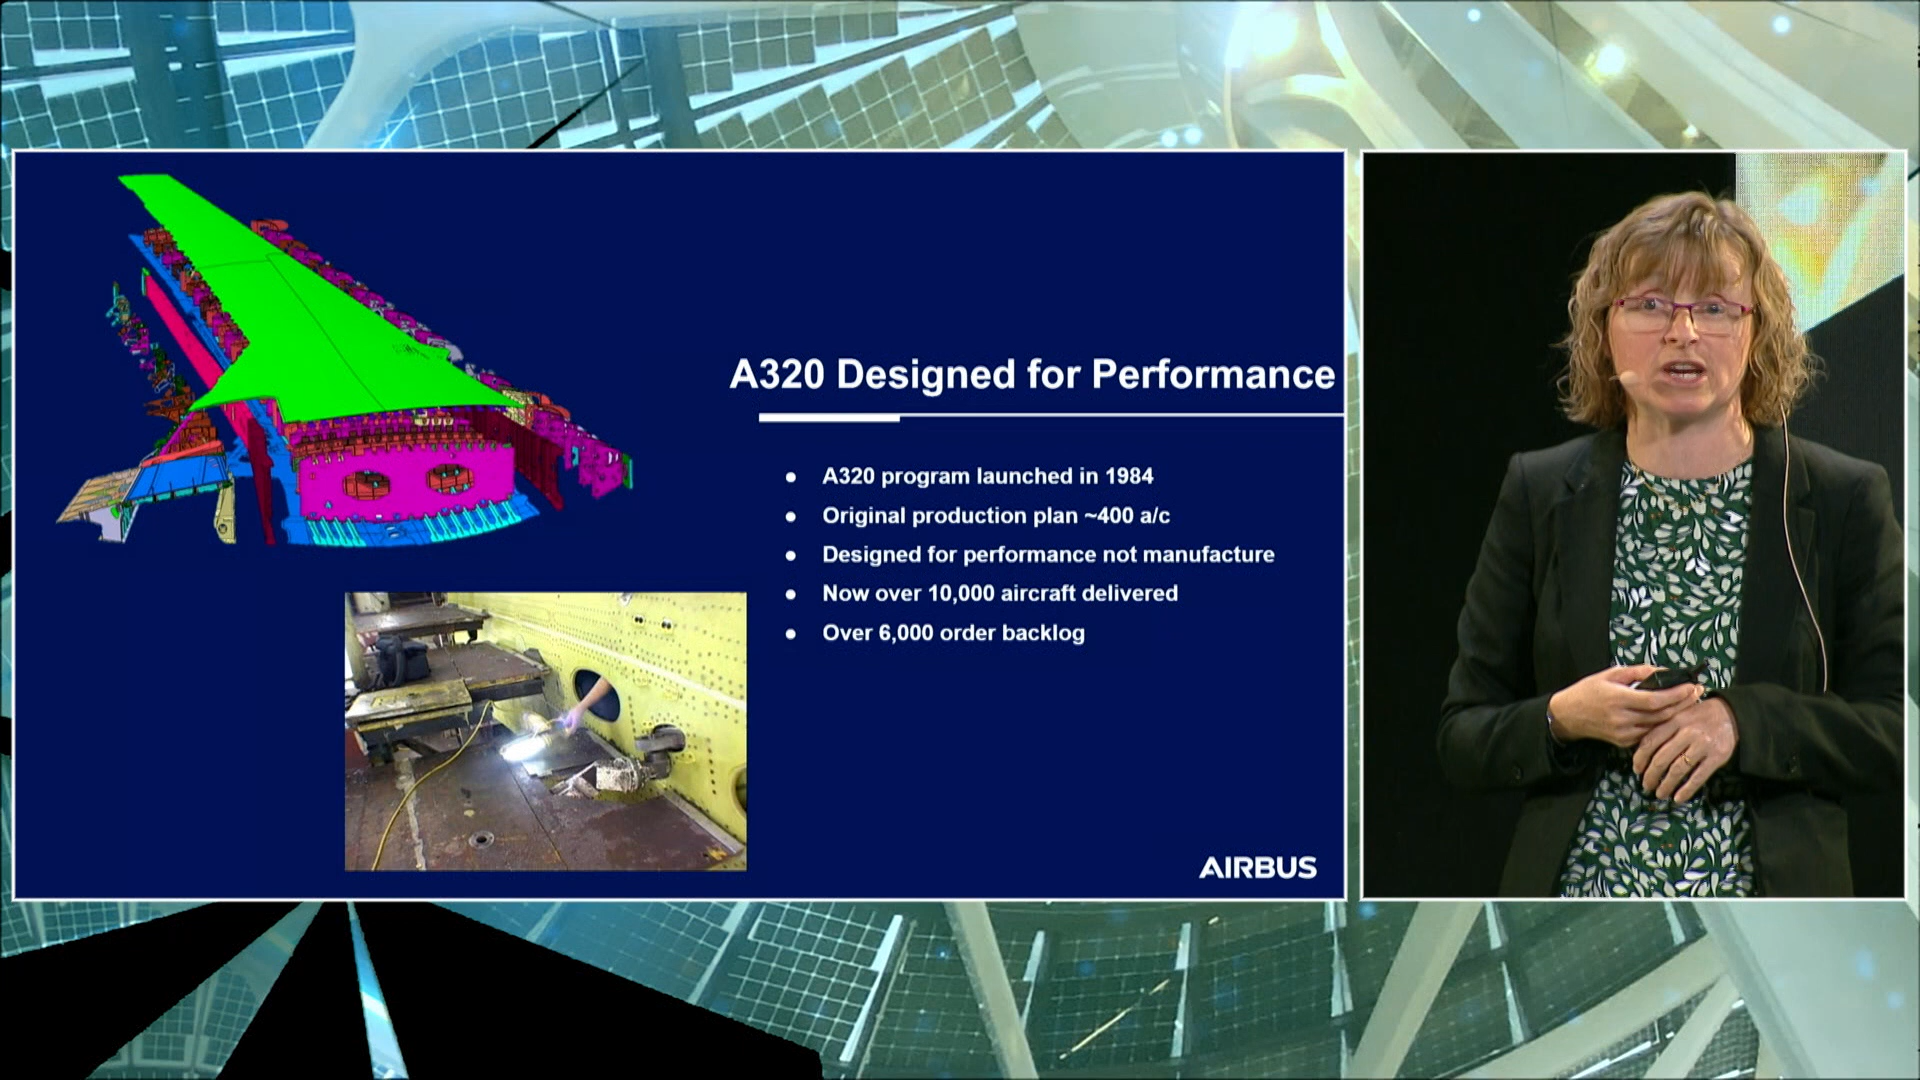 A320 Designed for Performance
● A320 program launched in 1984
● Original production plan ~400 a/c
● Designed for performance not manufacture
● Now over 10,000 aircraft delivered
● Over 6,000 order backlog
AIRBUS